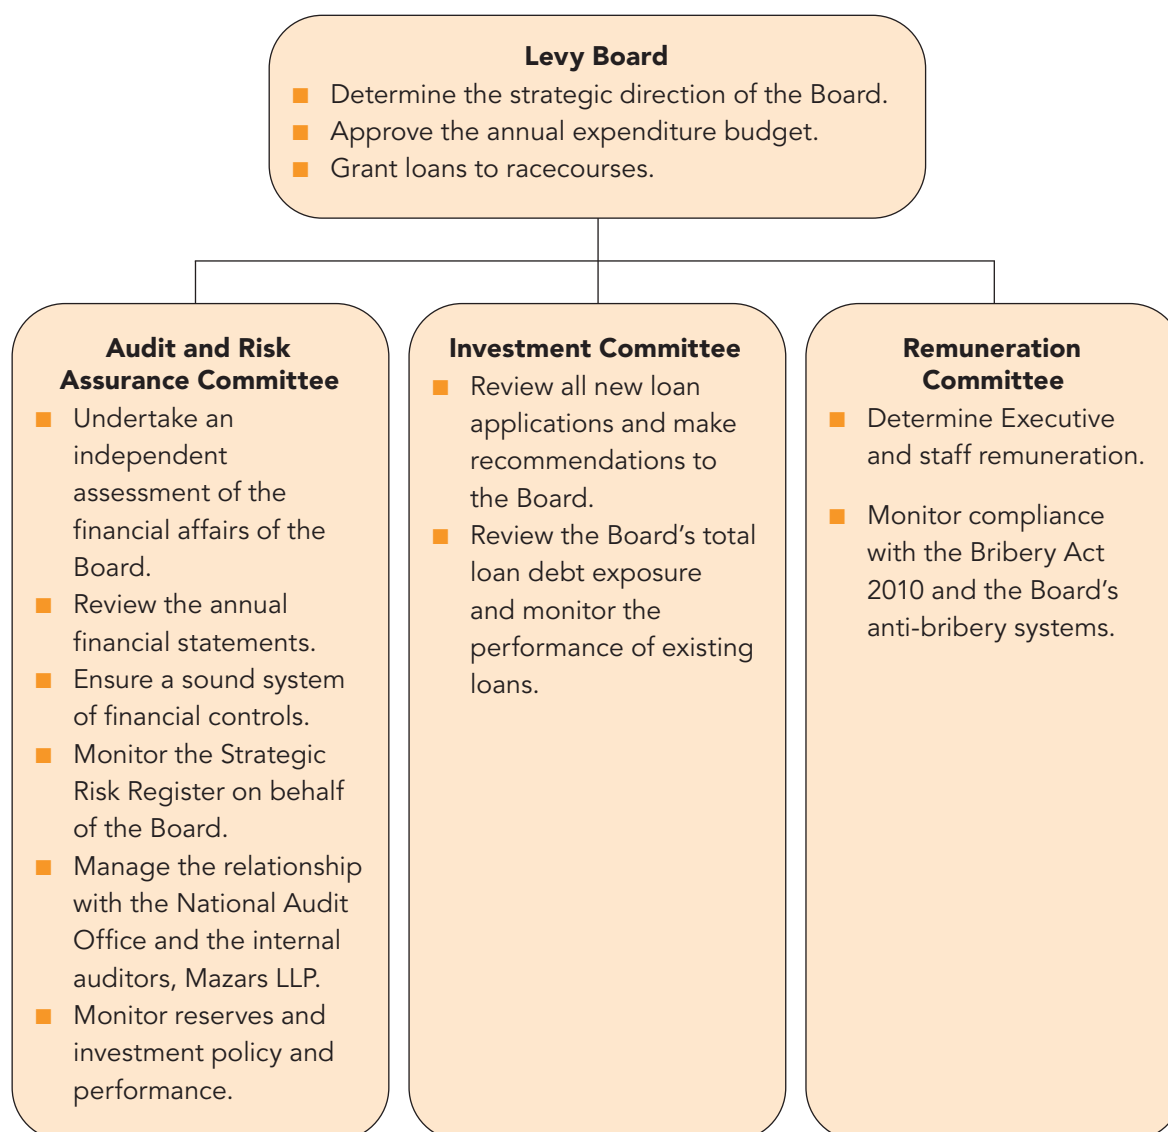 Levy Board
■ Determine the strategic direction of the Board.
■ Approve the annual expenditure budget.
■ Grant loans to racecourses.
Audit and Risk
Assurance Committee
■ Undertake an
independent
assessment of the
financial affairs of the
Board.
■ Review the annual
financial statements.
■ Ensure a sound system
of financial controls.
■ Monitor the Strategic
Risk Register on behalf
of the Board.
■ Manage the relationship
with the National Audit
Office and the internal
auditors, Mazars LLP.
■ Monitor reserves and
investment policy and
performance.
Investment Committee
■ Review all new loan
applications and make
recommendations to
the Board.
■ Review the Board’s total
loan debt exposure
and monitor the
performance of existing
loans.
Remuneration
Committee
■ Determine Executive
and staff remuneration.
■ Monitor compliance
with the Bribery Act
2010 and the Board’s
anti-bribery systems.